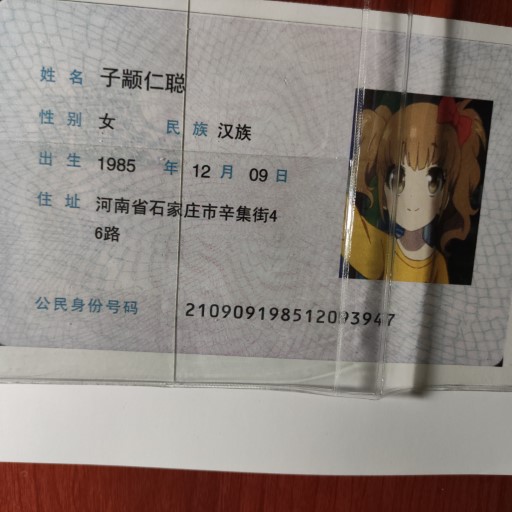 姓名 子颛仁聪
性别 女 民族 汉族
出生 1985 年 12 月 09 日
住址 河南省石家庄市辛集街4
6路
公民身份号码 210909198512093947